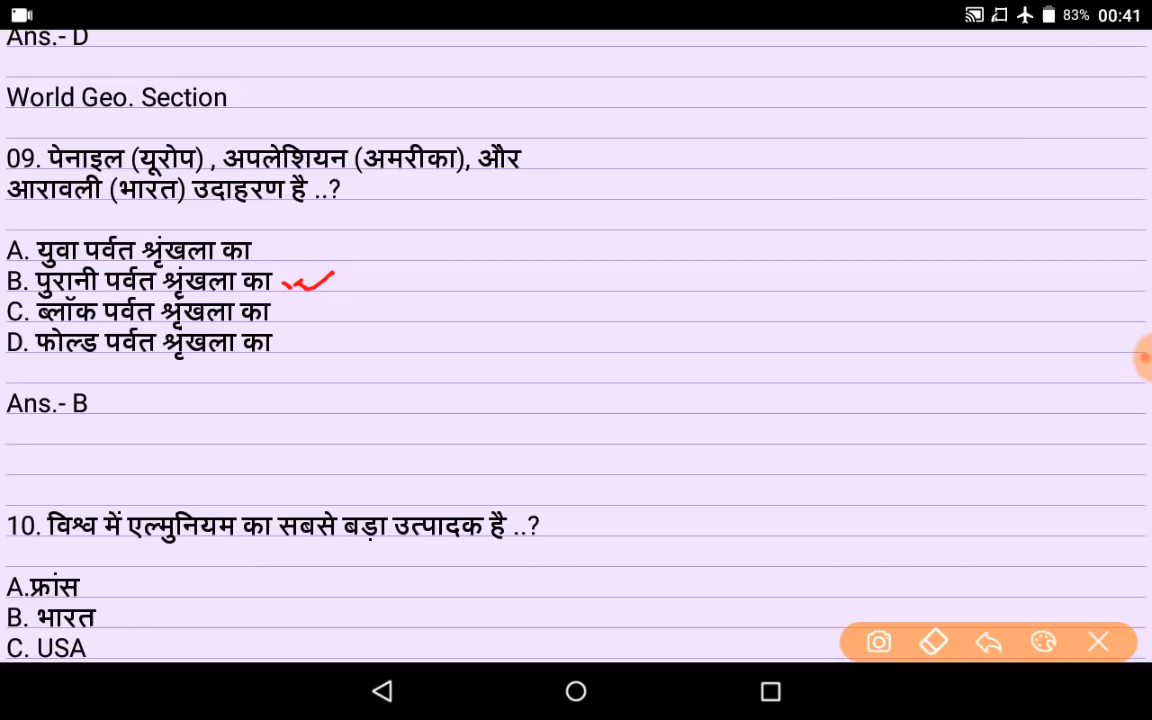 83% 00:41
Ans.- D
World Geo. Section
09. पेनाइल (यूरोप) , अपलेशियन (अमरीका), और
आरावली (भारत) उदाहरण है ..?
A. युवा पर्वत श्रृंखला का
B. पुरानी पर्वत श्रृंखला का
C. ब्लॉक पर्वत श्रृंखला का
D. फोल्ड पर्वत श्रृंखला का
Ans.- B
10. विश्व में एल्मुनियम का सबसे बड़ा उत्पादक है ..?
A.फ्रांस
B. भारत
C. USA